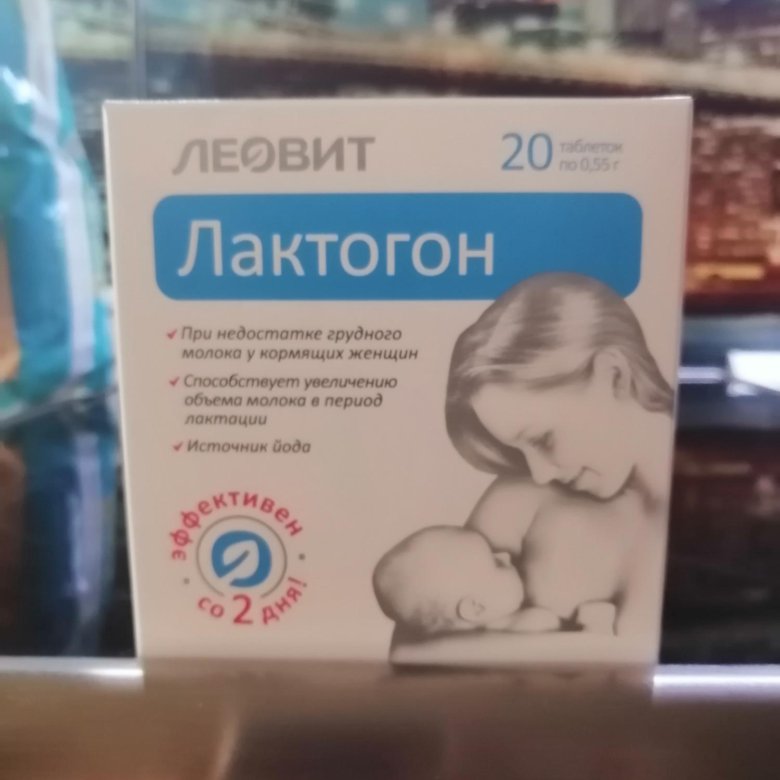 ЛЕОВИТ
20 таблеток
по 0,55 г
Лактогон
При недостатке грудного
молока у кормящих женщин
Способствует увеличению
объема молока в период
лактации
Источник йода
эффективен
со 2 дня!